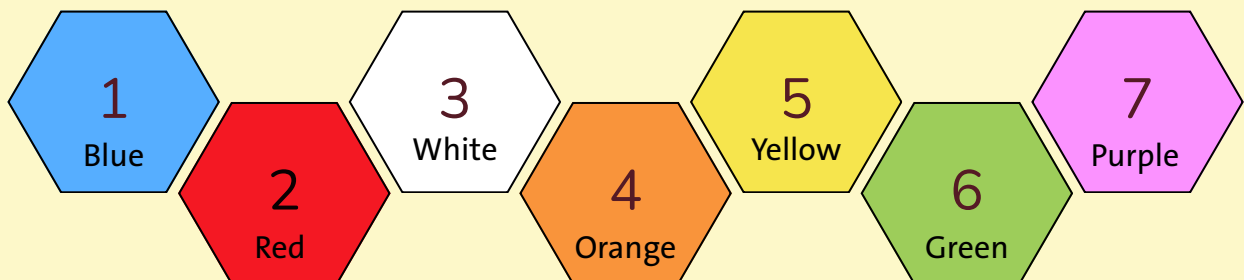 1
Blue
2
Red
3
White
4
Orange
5
Yellow
6
Green
7
Purple